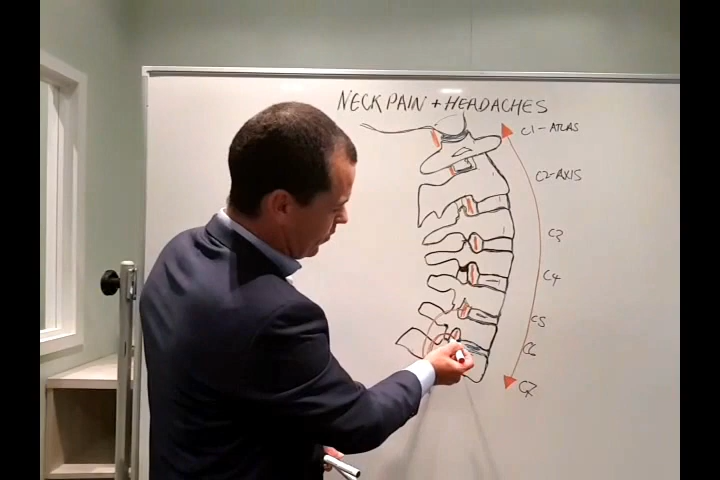 NECK PAIN + HEADACHES
C1 - ATLAS
C2 - AXIS
C3
C4
C5
C6
C7